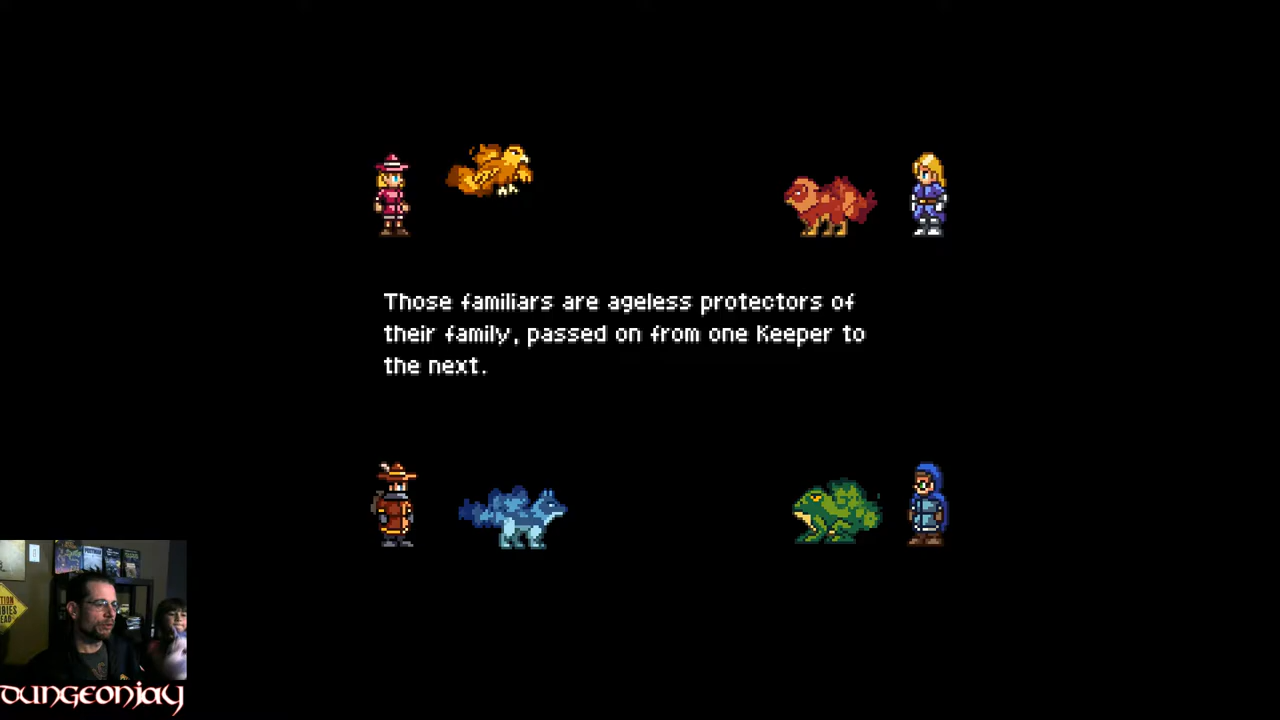 Those familiars are ageless protectors of
their family, passed on from one Keeper to
the next.
DUNGEONJAY